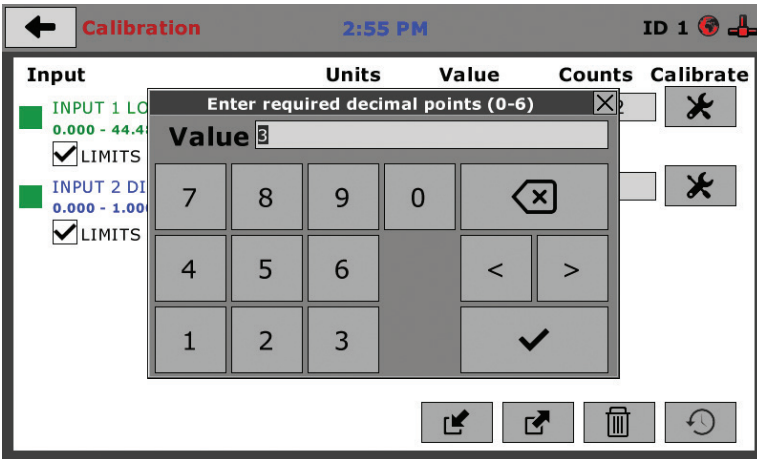 Calibration 2:55 PM ID 1
Input Units Value Counts Calibrate
Enter required decimal points (0-6)
INPUT 1 LO
0.000 - 44.4
LIMITS
Value 3
INPUT 2 DI
0.000 - 1.000
LIMITS
7 8 9 0
4 5 6 < >
1 2 3